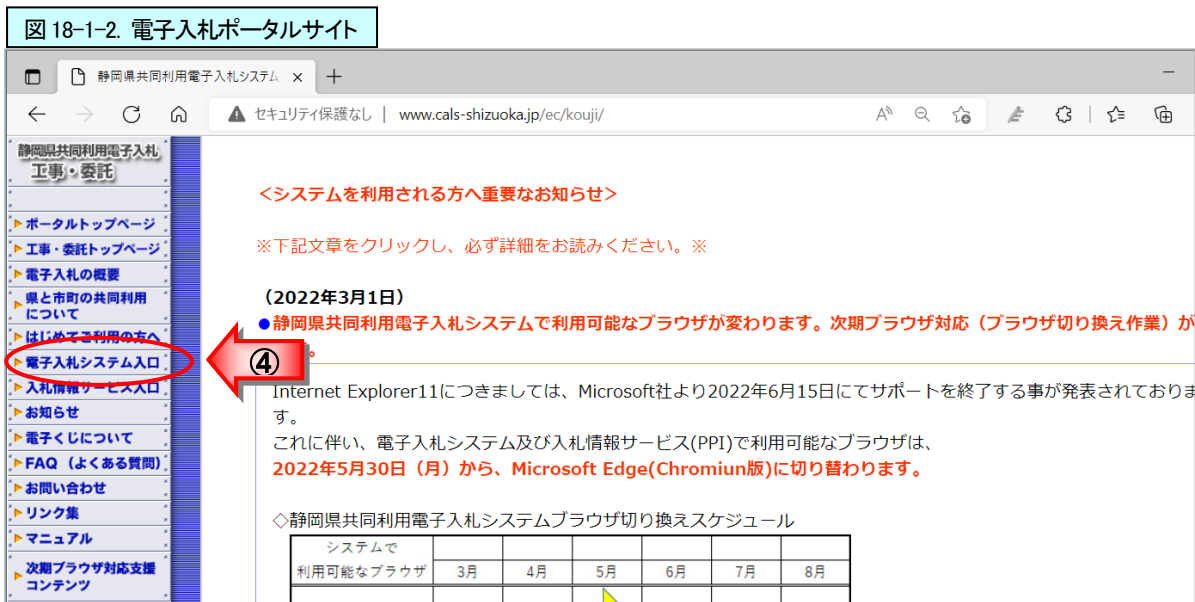 図 18-1-2. 電子入札ポータルサイト
静岡県共同利用電子入札システム
セキュリティ保護なし | www.cals-shizuoka.jp/ec/kouji/
静岡県共同利用電子入札
工事・委託
ポータルトップページ
工事・委託トップページ
電子入札の概要
県と市町の共同利用
について
はじめてご利用の方へ
電子入札システム入口
入札情報サービス入口
お知らせ
電子くじについて
FAQ（よくある質問）
お問い合わせ
リンク集
マニュアル
次期ブラウザ対応支援
コンテンツ
④
＜システムを利用される方へ重要なお知らせ＞
※下記文章をクリックし、必ず詳細をお読みください。※
（2022年3月1日）
●静岡県共同利用電子入札システムで利用可能なブラウザが変わります。次期ブラウザ対応（ブラウザ切り換え作業）が
。
Internet Explorer11につきましては、Microsoft社より2022年6月15日にてサポートを終了する事が発表されておりま
す。
これに伴い、電子入札システム及び入札情報サービス(PPI)で利用可能なブラウザは、
2022年5月30日（月）から、Microsoft Edge(Chromiun版)に切り替わります。
◇静岡県共同利用電子入札システムブラウザ切り換えスケジュール
システムで
利用可能なブラウザ 3月 4月 5月 6月 7月 8月